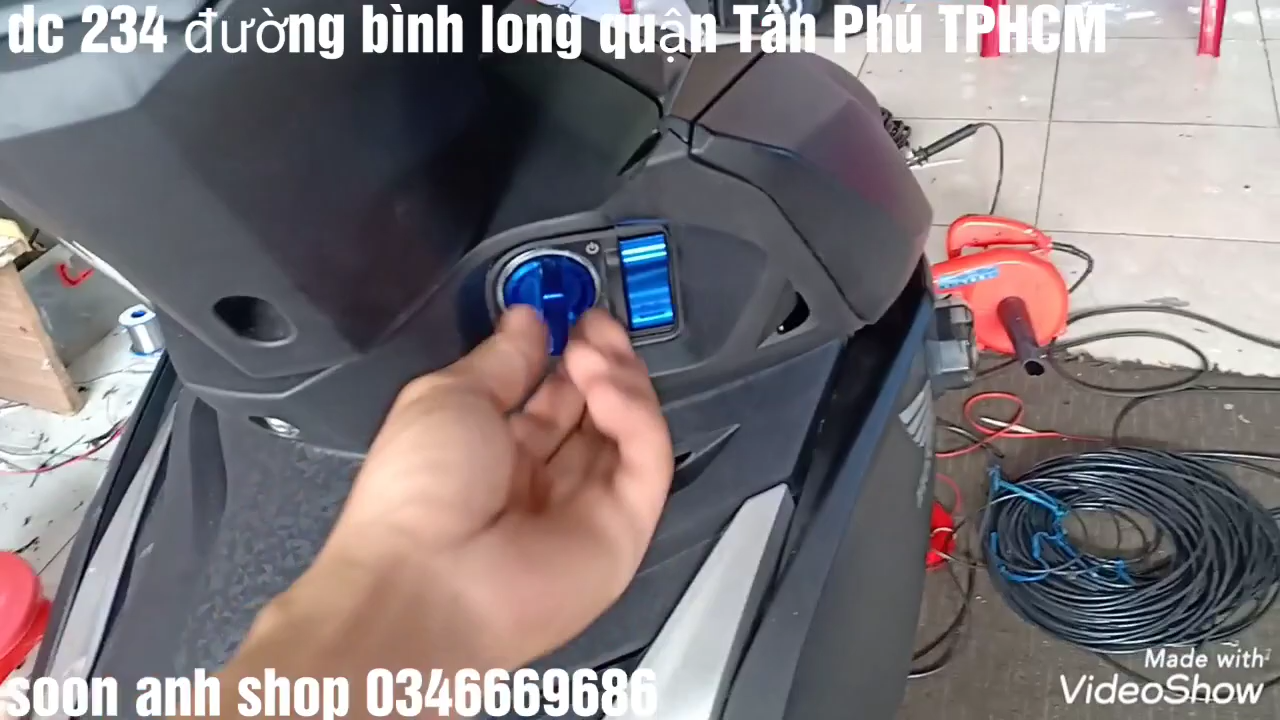 dc 234 đường bình long quận Tân Phú TPHCM
soon anh shop 0346669686
Made with
VideoShow